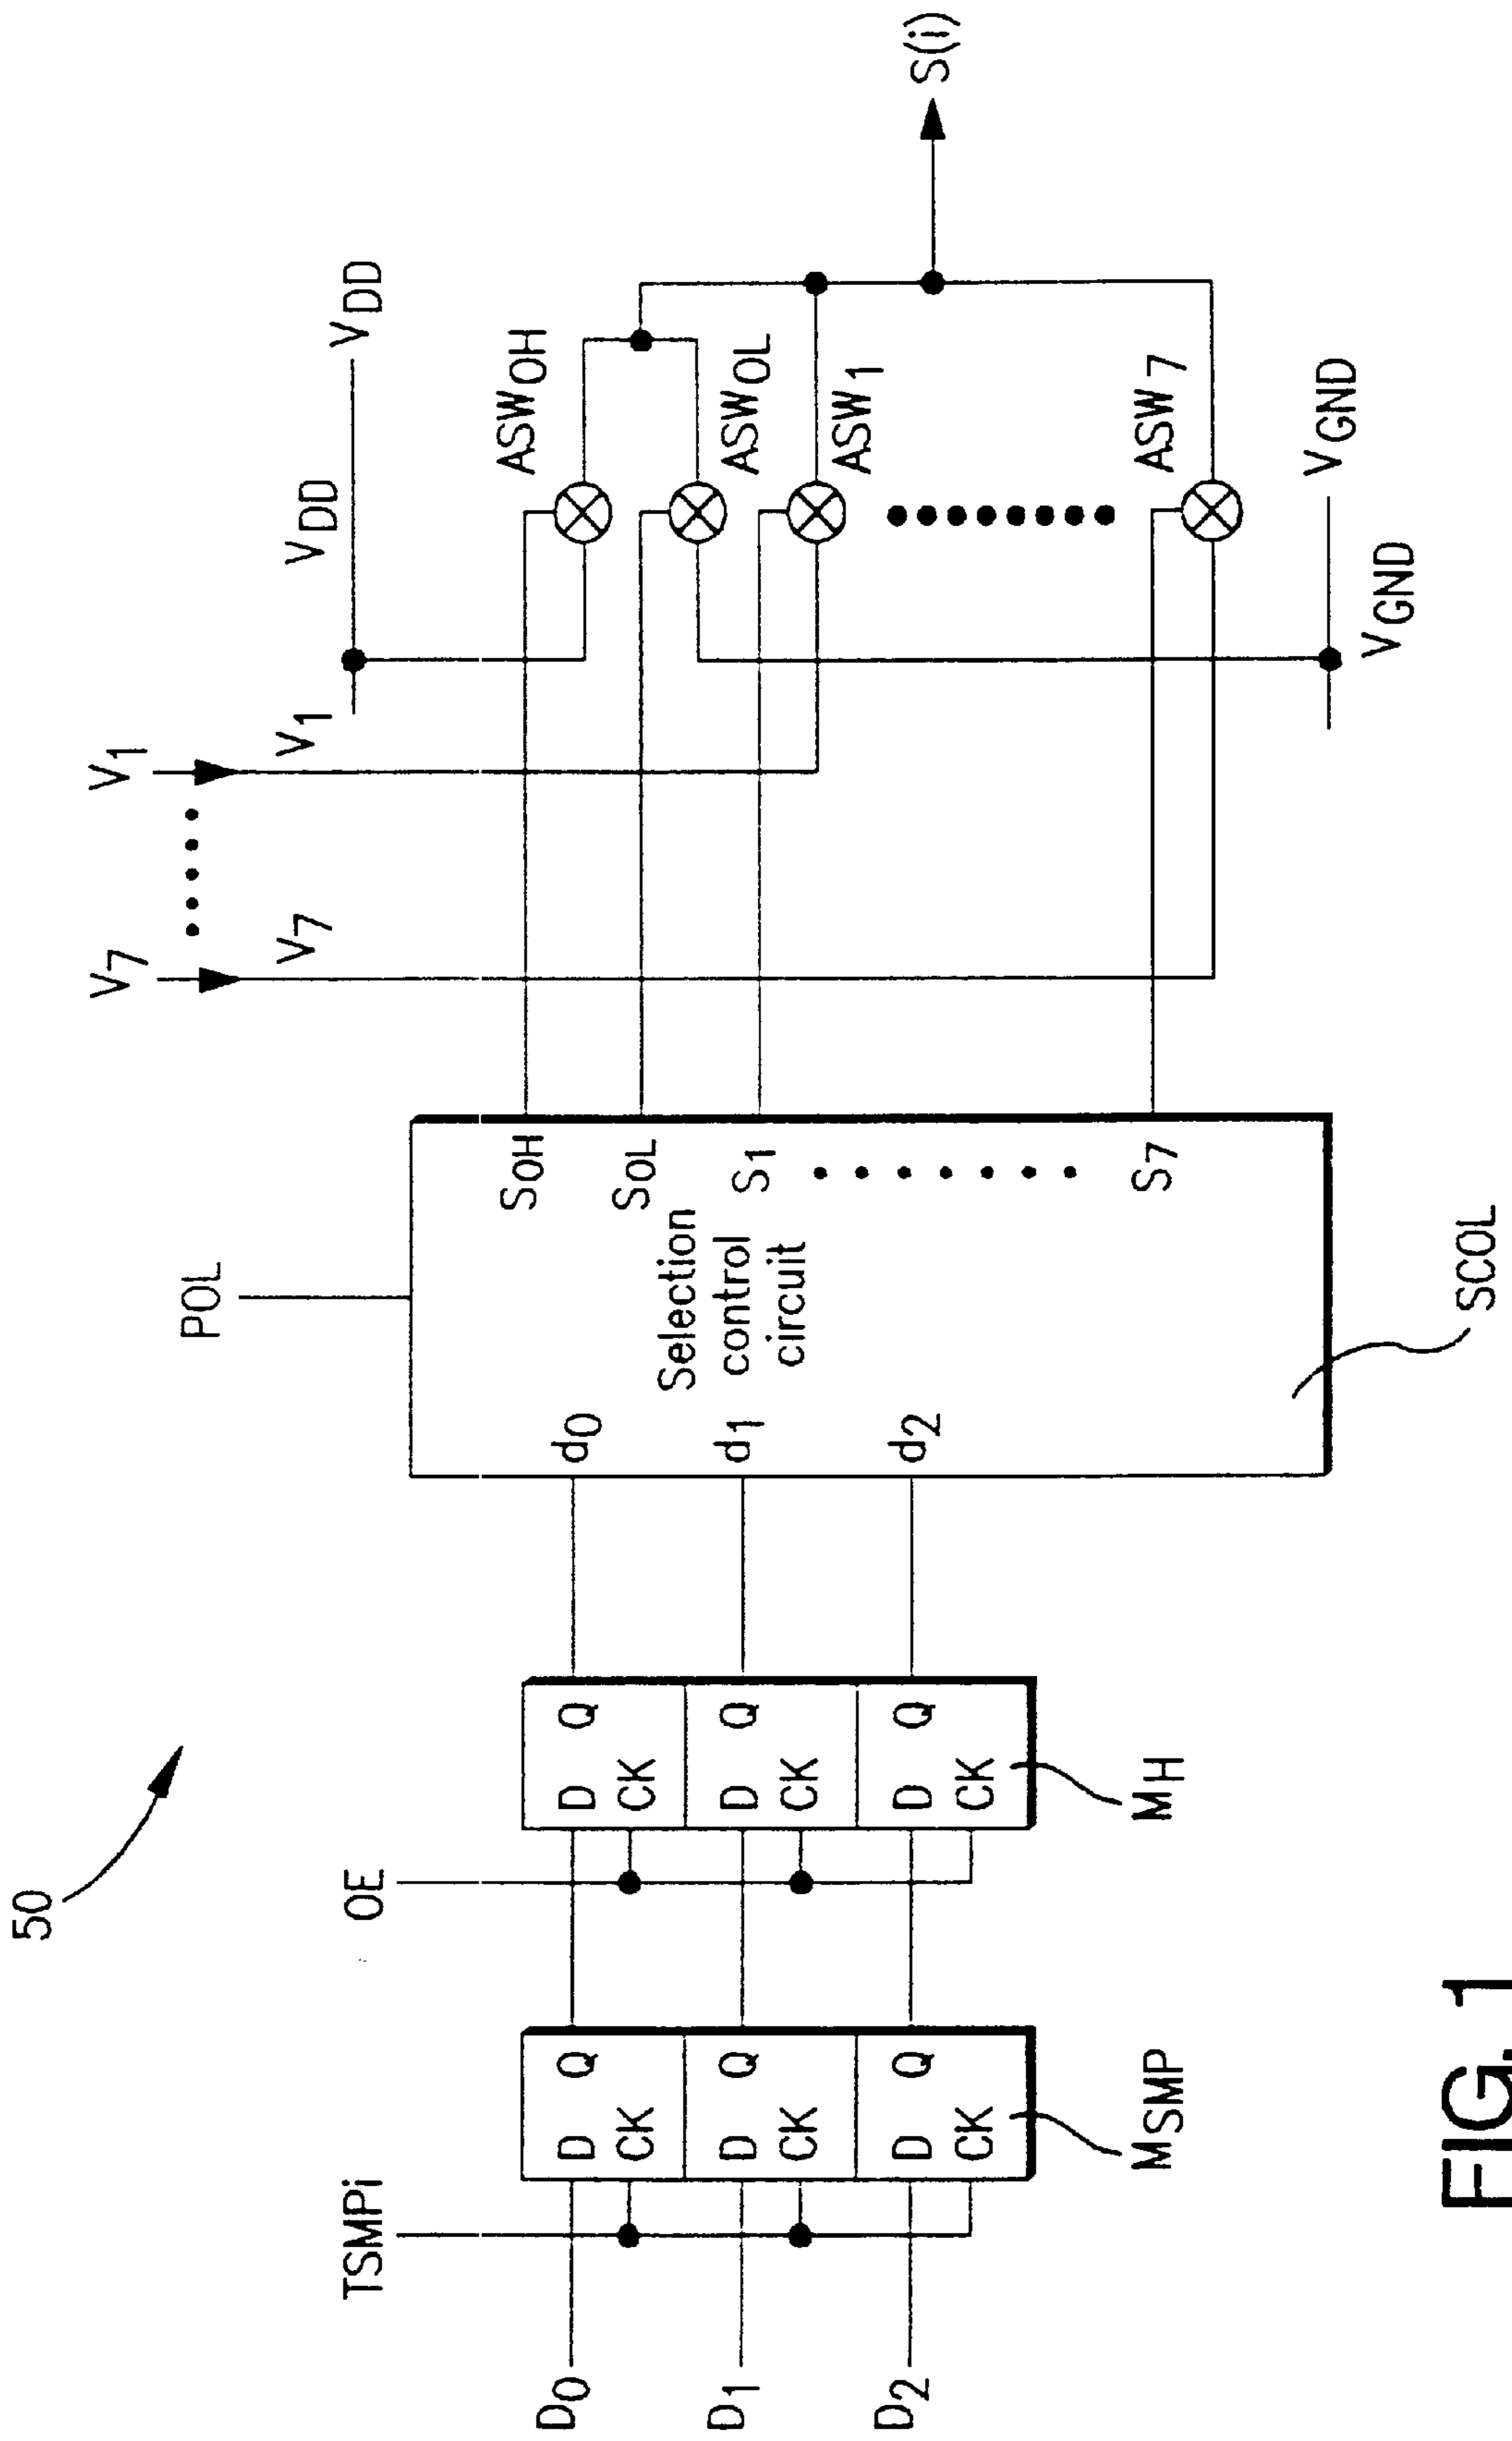 50
TSMPi
OE
POL
V7
V1
V7
V1
VDD
VDD
D0
D1
D2
D Q
CK
D Q
CK
D Q
CK
MSMP
D Q
CK
D Q
CK
D Q
CK
MH
d0
d1
d2
Selection
control
circuit
SOH
SOL
S1
S7
SCOL
ASWOH
ASWOL
ASW1
ASW7
VGND
VGND
S(i)
FIG. 1